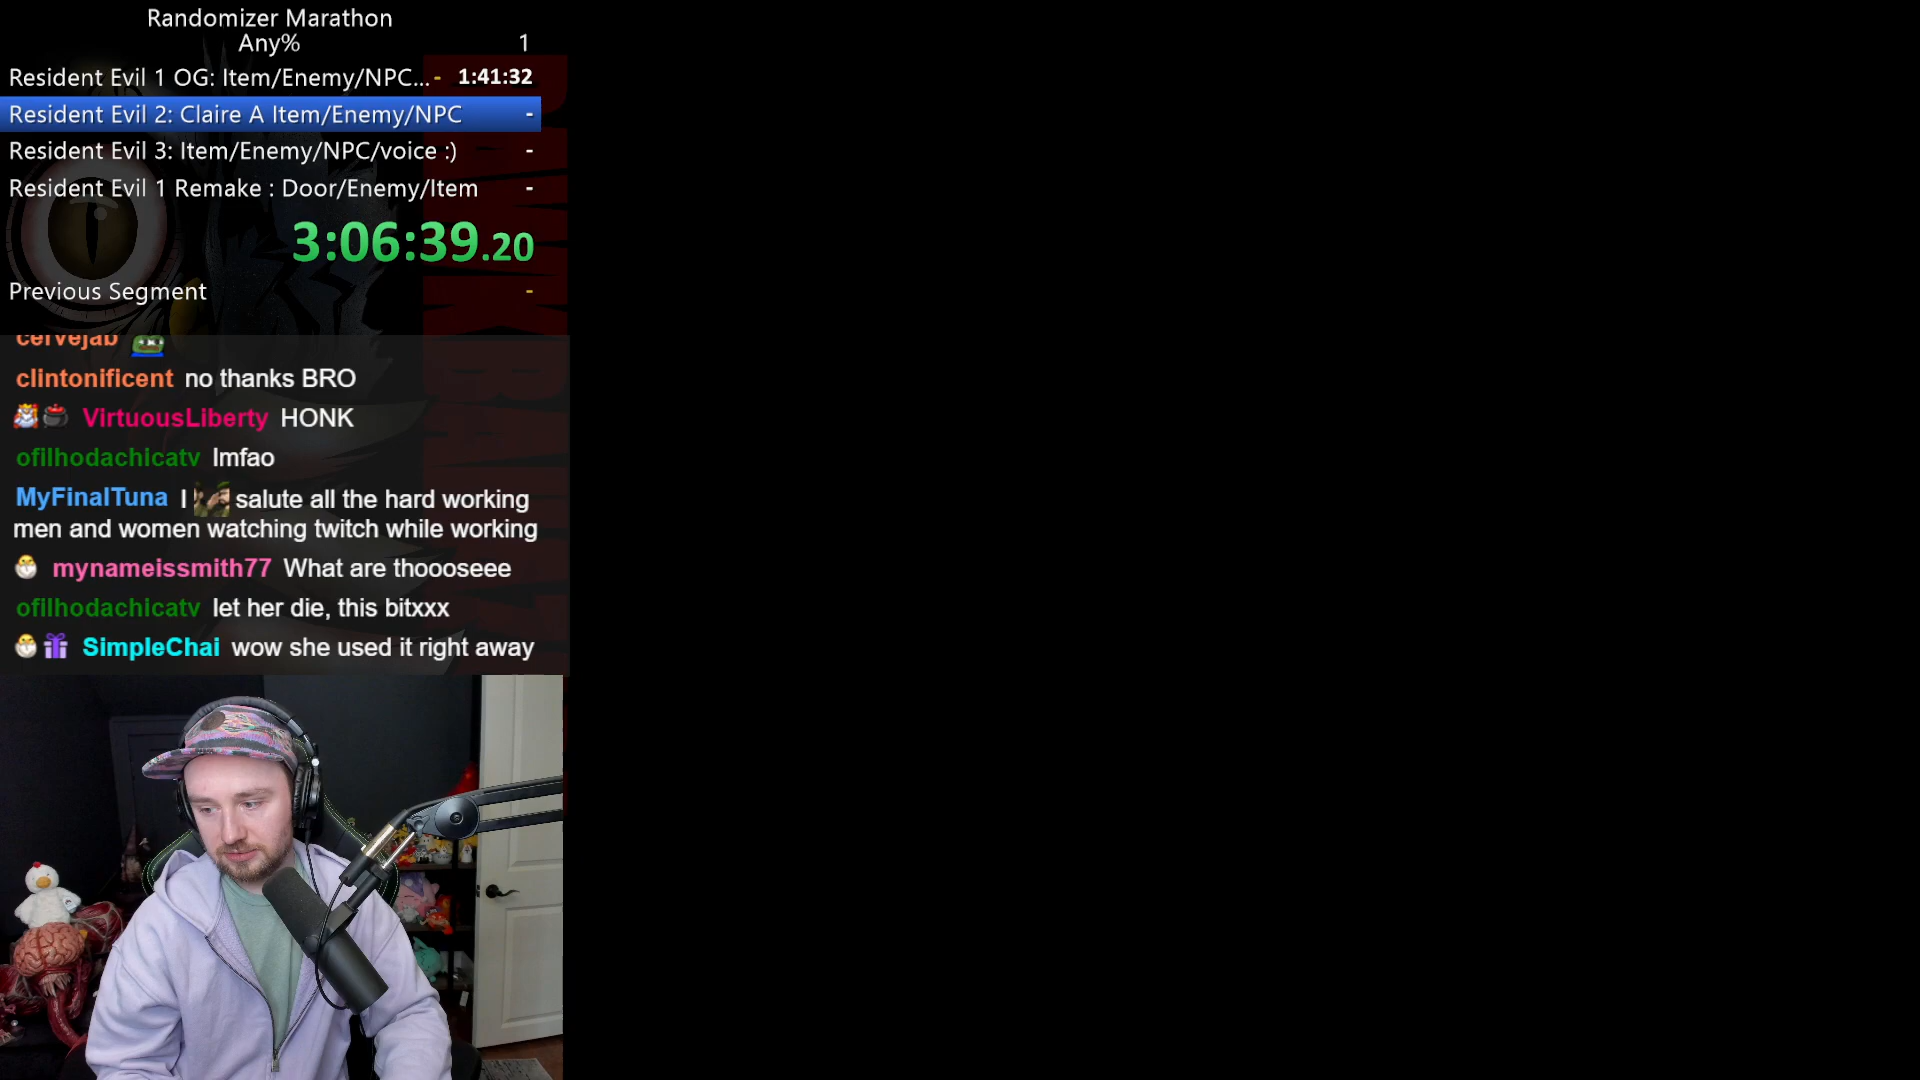 Randomizer Marathon
Any% 1
Resident Evil 1 OG: Item/Enemy/NPC... - 1:41:32
Resident Evil 2: Claire A Item/Enemy/NPC -
Resident Evil 3: Item/Enemy/NPC/voice :) -
Resident Evil 1 Remake : Door/Enemy/Item -
3:06:39.20
Previous Segment -
cervejab
clintonificent no thanks BRO
VirtuousLiberty HONK
ofilhodachicatv lmfao
MyFinalTuna I salute all the hard working
men and women watching twitch while working
mynameissmith77 What are thoooseee
ofilhodachicatv let her die, this bitxxx
SimpleChai wow she used it right away